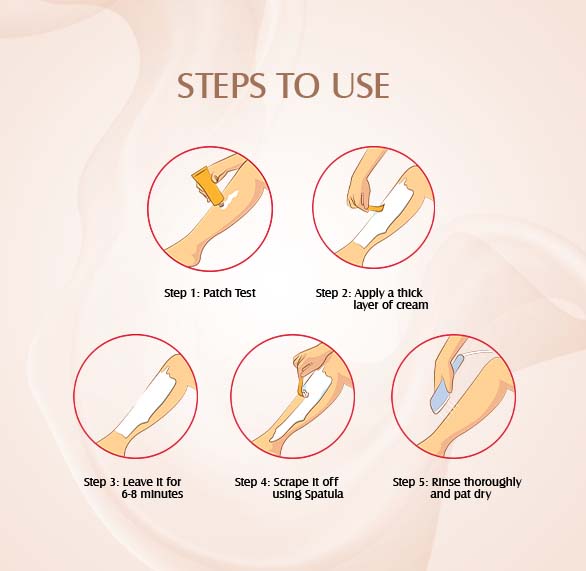 STEPS TO USE
Step 1: Patch Test
Step 2: Apply a thick
layer of cream
Step 3: Leave it for
6-8 minutes
Step 4: Scrape it off
using Spatula
Step 5: Rinse thoroughly
and pat dry